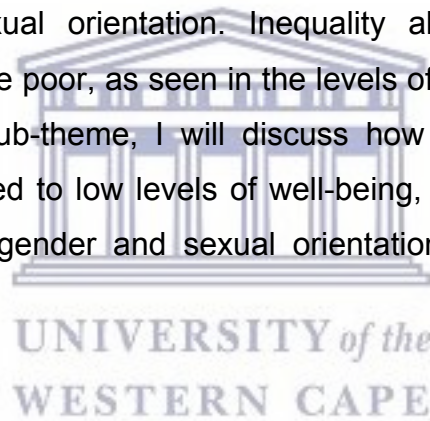 xual orientation. Inequality al
e poor, as seen in the levels of
ub-theme, I will discuss how
ed to low levels of well-being,
gender and sexual orientation
UNIVERSITY of the
WESTERN CAPE